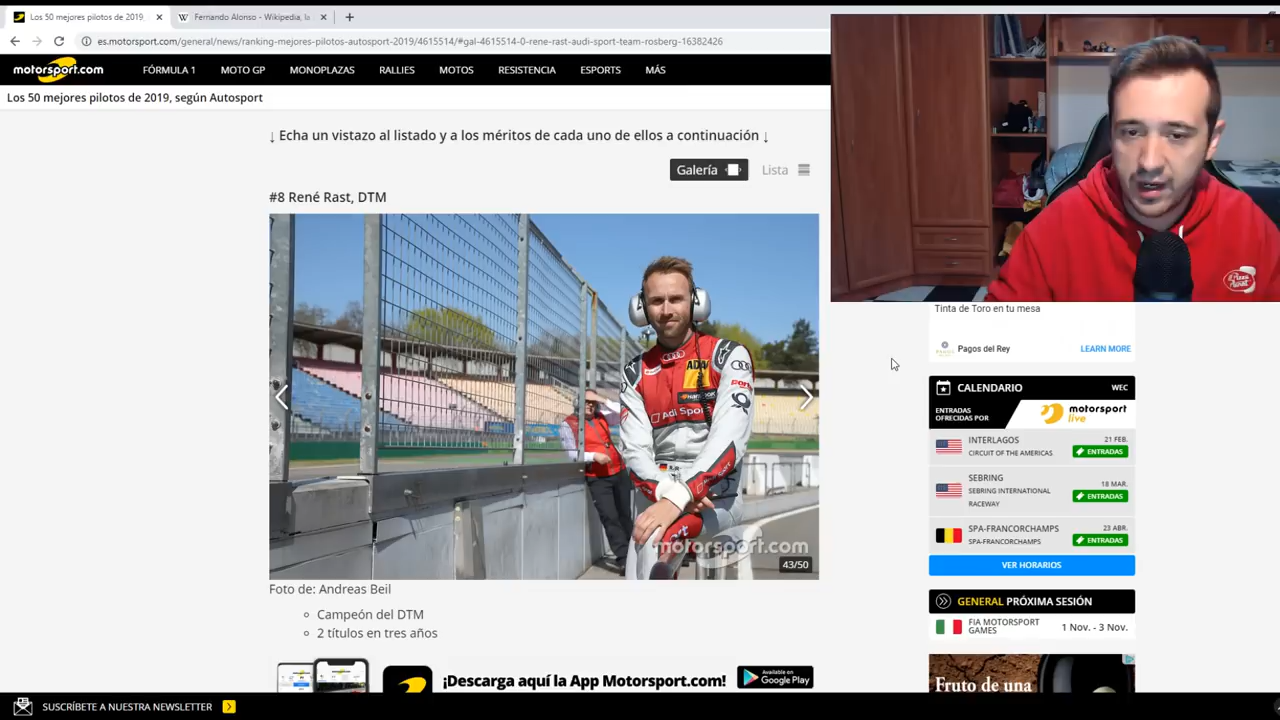 Los 50 mejores pilotos de 2019,
Fernando Alonso - Wikipedia, la
es.motorsport.com/general/news/ranking-mejores-pilotos-autosport-2019/4615514/#gal-4615514-0-rene-rast-audi-sport-team-rosberg-16382426
motorsport.com
FÓRMULA 1
MOTO GP
MONOPLAZAS
RALLIES
MOTOS
RESISTENCIA
ESPORTS
MÁS
Los 50 mejores pilotos de 2019, según Autosport
↓ Echa un vistazo al listado y a los méritos de cada uno de ellos a continuación ↓
Galería
Lista
#8 René Rast, DTM
motorsport.com
43/50
Foto de: Andreas Beil
Campeón del DTM
2 títulos en tres años
¡Descarga aquí la App Motorsport.com!
Available on
Google Play
Tinta de Toro en tu mesa
Pagos del Rey
LEARN MORE
CALENDARIO
WEC
ENTRADAS
OFRECIDAS POR
motorsport
live
INTERLAGOS
21 FEB.
CIRCUIT OF THE AMERICAS
ENTRADAS
SEBRING
18 MAR.
SEBRING INTERNATIONAL
RACEWAY
ENTRADAS
SPA-FRANCORCHAMPS
23 ABR.
SPA-FRANCORCHAMPS
ENTRADAS
VER HORARIOS
GENERAL PRÓXIMA SESIÓN
FIA MOTORSPORT
GAMES
1 Nov. - 3 Nov.
Fruto de una
SUSCRÍBETE A NUESTRA NEWSLETTER